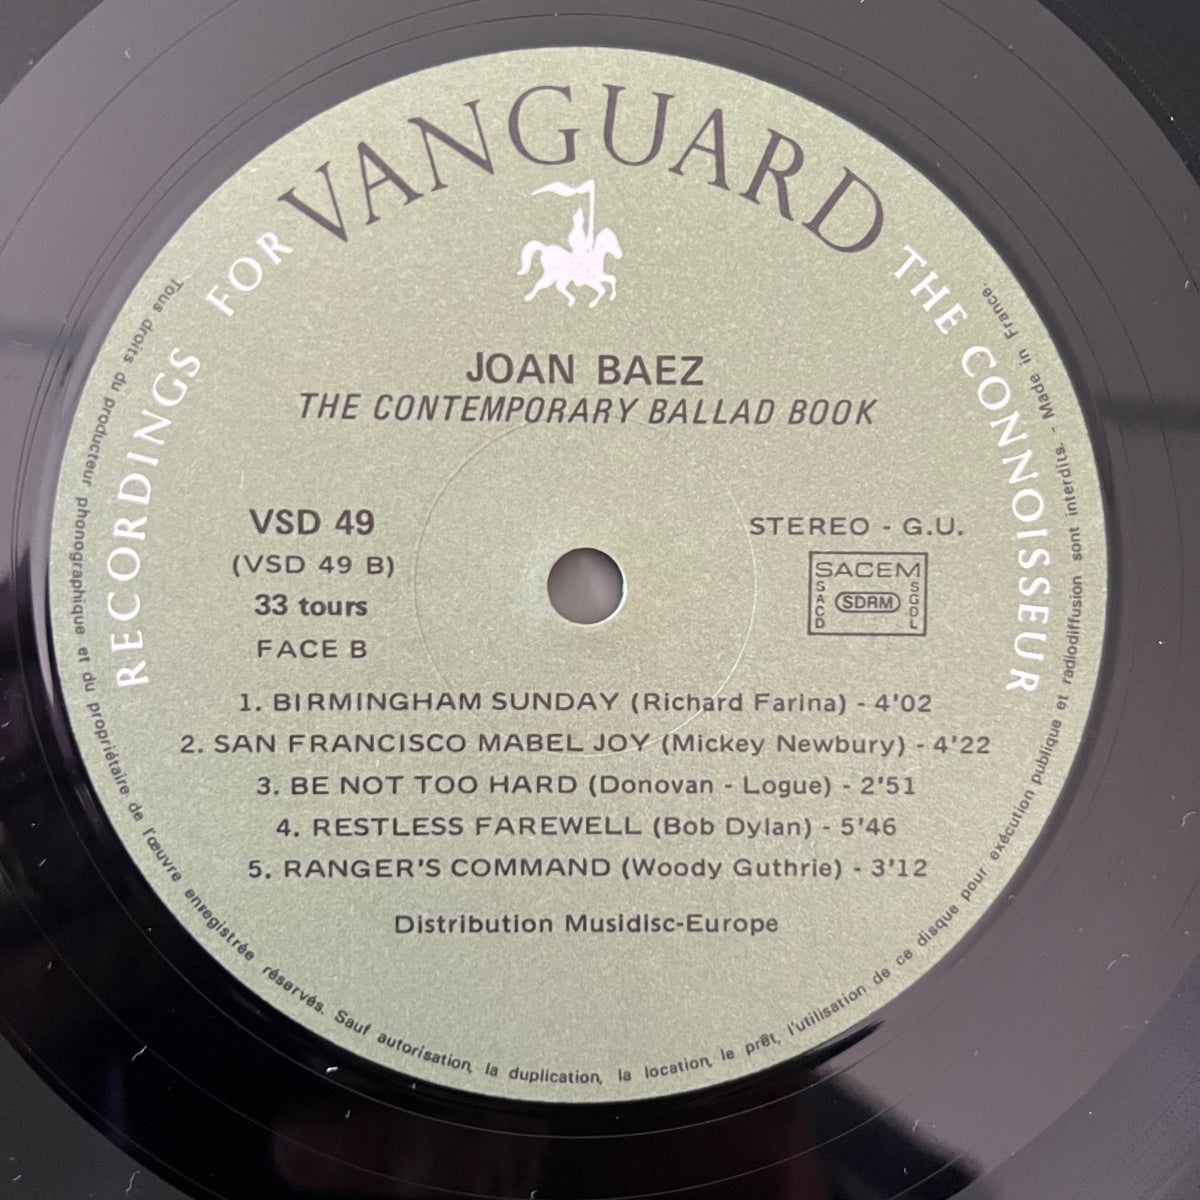 RECORDINGS FOR VANGUARD THE CONNOISSEUR
JOAN BAEZ
THE CONTEMPORARY BALLAD BOOK
VSD 49
(VSD 49 B)
33 tours
FACE B
STEREO - G.U.
SACEM
SACD
SDRM
SGDL
1. BIRMINGHAM SUNDAY (Richard Farina) - 4'02
2. SAN FRANCISCO MABEL JOY (Mickey Newbury) - 4'22
3. BE NOT TOO HARD (Donovan - Logue) - 2'51
4. RESTLESS FAREWELL (Bob Dylan) - 5'46
5. RANGER'S COMMAND (Woody Guthrie) - 3'12
Distribution Musidisc-Europe
Tous droits du producteur phonographique et du propriétaire de l'œuvre enregistrée réservés. Sauf autorisation, la duplication, la location, le prêt, l'utilisation de ce disque pour exécution publique et radiodiffusion sont interdits. - Made in France.